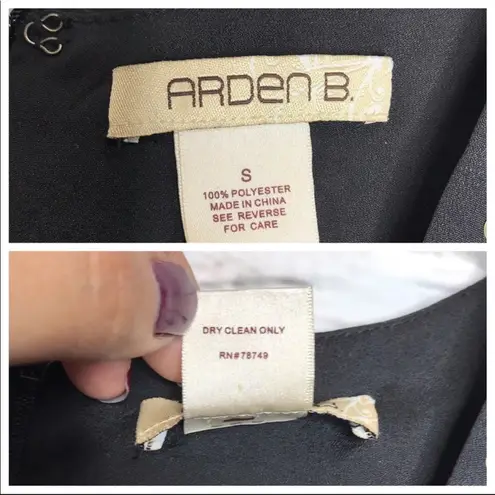 ARDEN B.
S
100% POLYESTER
MADE IN CHINA
SEE REVERSE
FOR CARE
DRY CLEAN ONLY
RN#78749